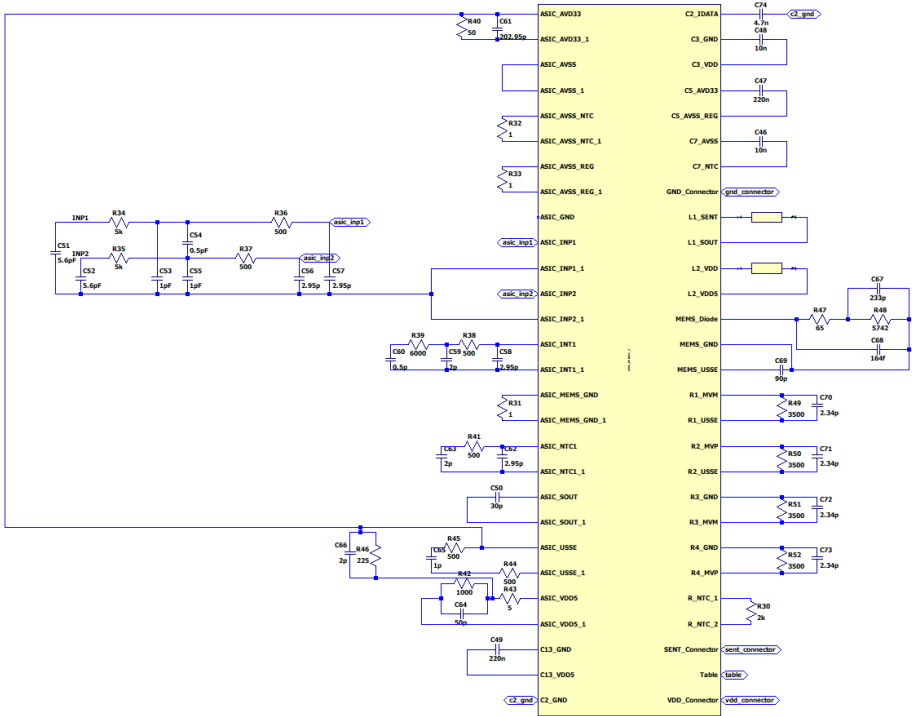 ASIC_AVD33
C2_IDATA
C74
4.7n
c2_gnd
R40
50
C61
202.95p
ASIC_AVD33_1
C3_GND
C48
10n
ASIC_AVSS
C3_VDD
ASIC_AVSS_1
C5_AVD33
C47
220n
ASIC_AVSS_NTC
C5_AVSS_REG
R32
1
ASIC_AVSS_NTC_1
C7_AVSS
C46
10n
ASIC_AVSS_REG
C7_NTC
R33
1
ASIC_AVSS_REG_1
GND_Connector
gnd_connector
INP1
R34
5k
R36
500
asic_inp1
ASIC_GND
L1_SENT
C54
0.5pF
asic_inp1
ASIC_INP1
L1_SOUT
C51
5.6pF
INP2
R35
5k
R37
500
asic_inp2
ASIC_INP1_1
L2_VDD
C52
5.6pF
C53
1pF
C55
1pF
C56
2.95pF
C57
2.95pF
asic_inp2
ASIC_INP2
L2_VDD5
C67
233p
ASIC_INP2_1
MEMS_Diode
R47
65
R48
5742
R39
6000
R38
500
ASIC_INT1
MEMS_GND
C68
164f
C60
0.5p
C59
2p
C58
2.95p
ASIC_INT1_1
MEMS_USSE
C69
90p
ASIC_MEMS_GND
R1_MVM
R31
1
R49
3500
C70
2.34p
ASIC_MEMS_GND_1
R1_USSE
R41
500
ASIC_NTC1
R2_MVP
C63
2p
C62
2.95p
R50
3500
C71
2.34p
ASIC_NTC1_1
R2_USSE
C50
30p
ASIC_SOUT
R3_GND
R51
3500
C72
2.34p
ASIC_SOUT_1
R3_MVM
C66
2p
R46
225
C65
1p
R45
500
ASIC_USSE
R4_GND
R52
3500
C73
2.34p
R44
500
ASIC_USSE_1
R4_MVP
R42
1000
R43
5
ASIC_VDD5
R_NTC_1
C64
50p
R30
2k
ASIC_VDD5_1
R_NTC_2
C49
220n
C13_GND
SENT_Connector
sent_connector
C13_VDD5
Table
table
c2_gnd
C2_GND
VDD_Connector
vdd_connector